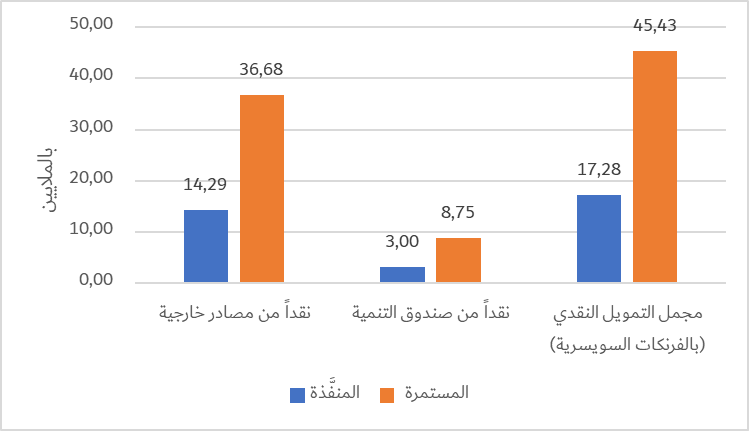 50,00
40,00
30,00
20,00
10,00
0,00
بالملايين
14,29
36,68
3,00
8,75
17,28
45,43
نقداً من مصادر خارجية
نقداً من صندوق التنمية
مجمل التمويل النقدي
(بالفرنكات السويسرية)
المنفَّذة
المستمرة